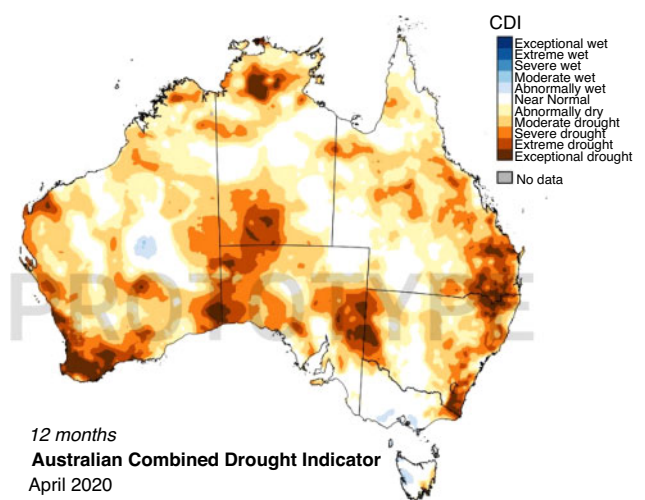 CDI
Exceptional wet
Extreme wet
Severe wet
Moderate wet
Abnormally wet
Near Normal
Abnormally dry
Moderate drought
Severe drought
Extreme drought
Exceptional drought
No data
PROTOTYPE
12 months
Australian Combined Drought Indicator
April 2020